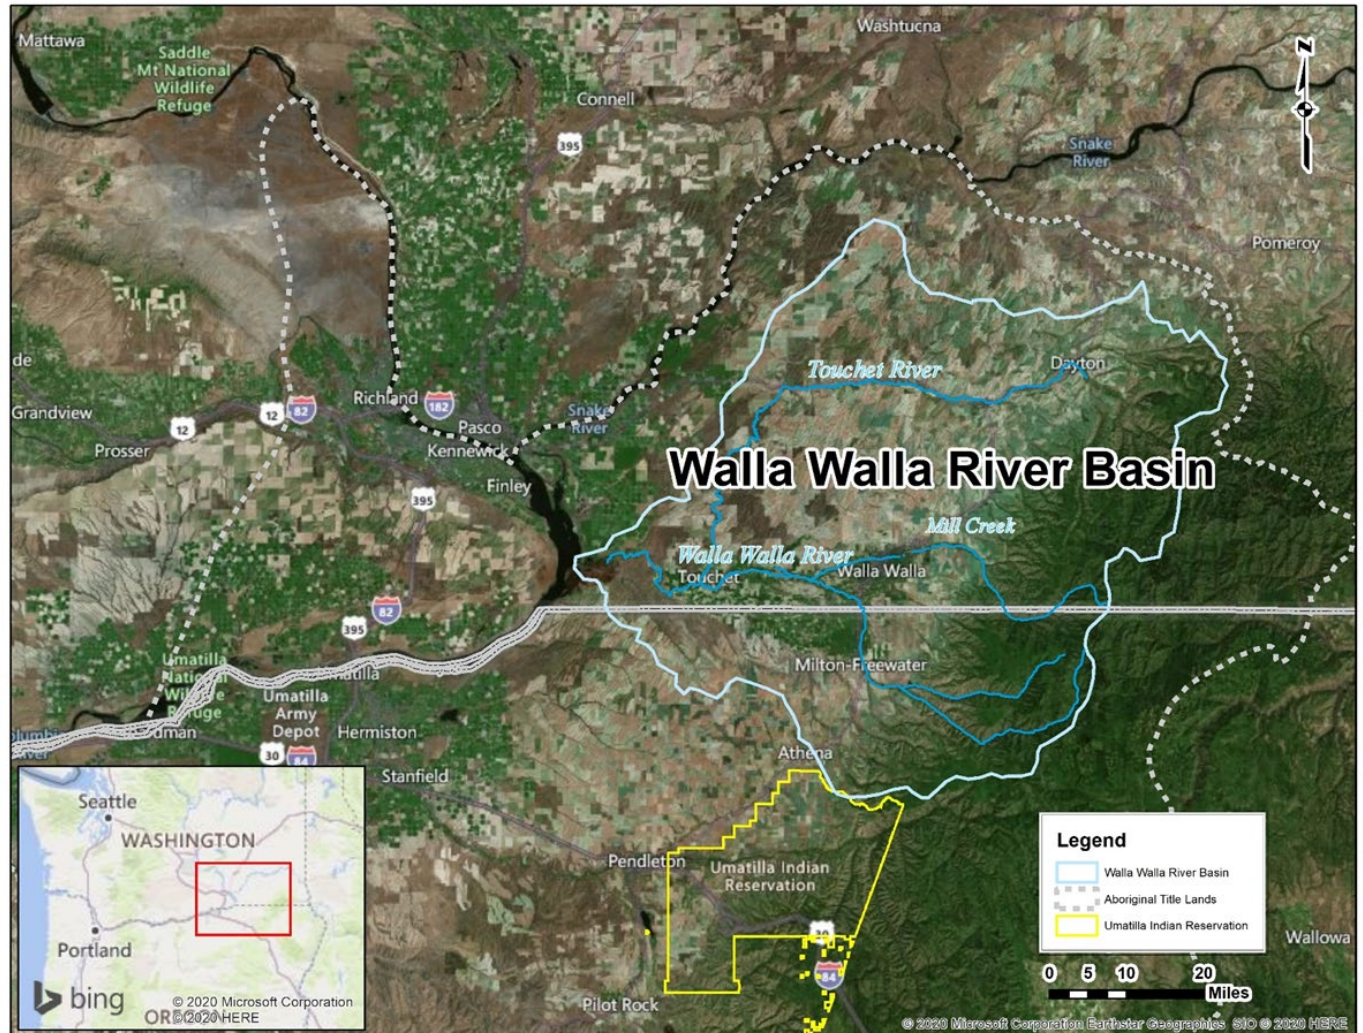 Mattawa
Washtucna
Saddle
Mt National
Wildlife
Refuge
N
Connell
395
Snake
River
Pomeroy
de
Touchet River
Dayton
Grandview
12
82
Richland
182
Snake
River
12
Pasco
Prosser
Kennewick
Walla Walla River Basin
Finley
395
Mill Creek
Walla Walla River
Touchet
Walla Walla
82
395
Umatilla
National
Wildlife
Refuge
matilla
Milton-Freewater
Umatilla
Army
Depot
Hermiston
River
30
84
Athena
Stanfield
Seattle
WASHINGTON
Portland
bing
© 2020 Microsoft Corporation
© 2020 HERE
Pendleton
Umatilla Indian
Reservation
30
84
Pilot Rock
Legend
Walla Walla River Basin
Aboriginal Title Lands
Umatilla Indian Reservation
Wallowa
0 5 10 20
Miles
© 2020 Microsoft Corporation Earthstar Geographics SIO © 2020 HERE